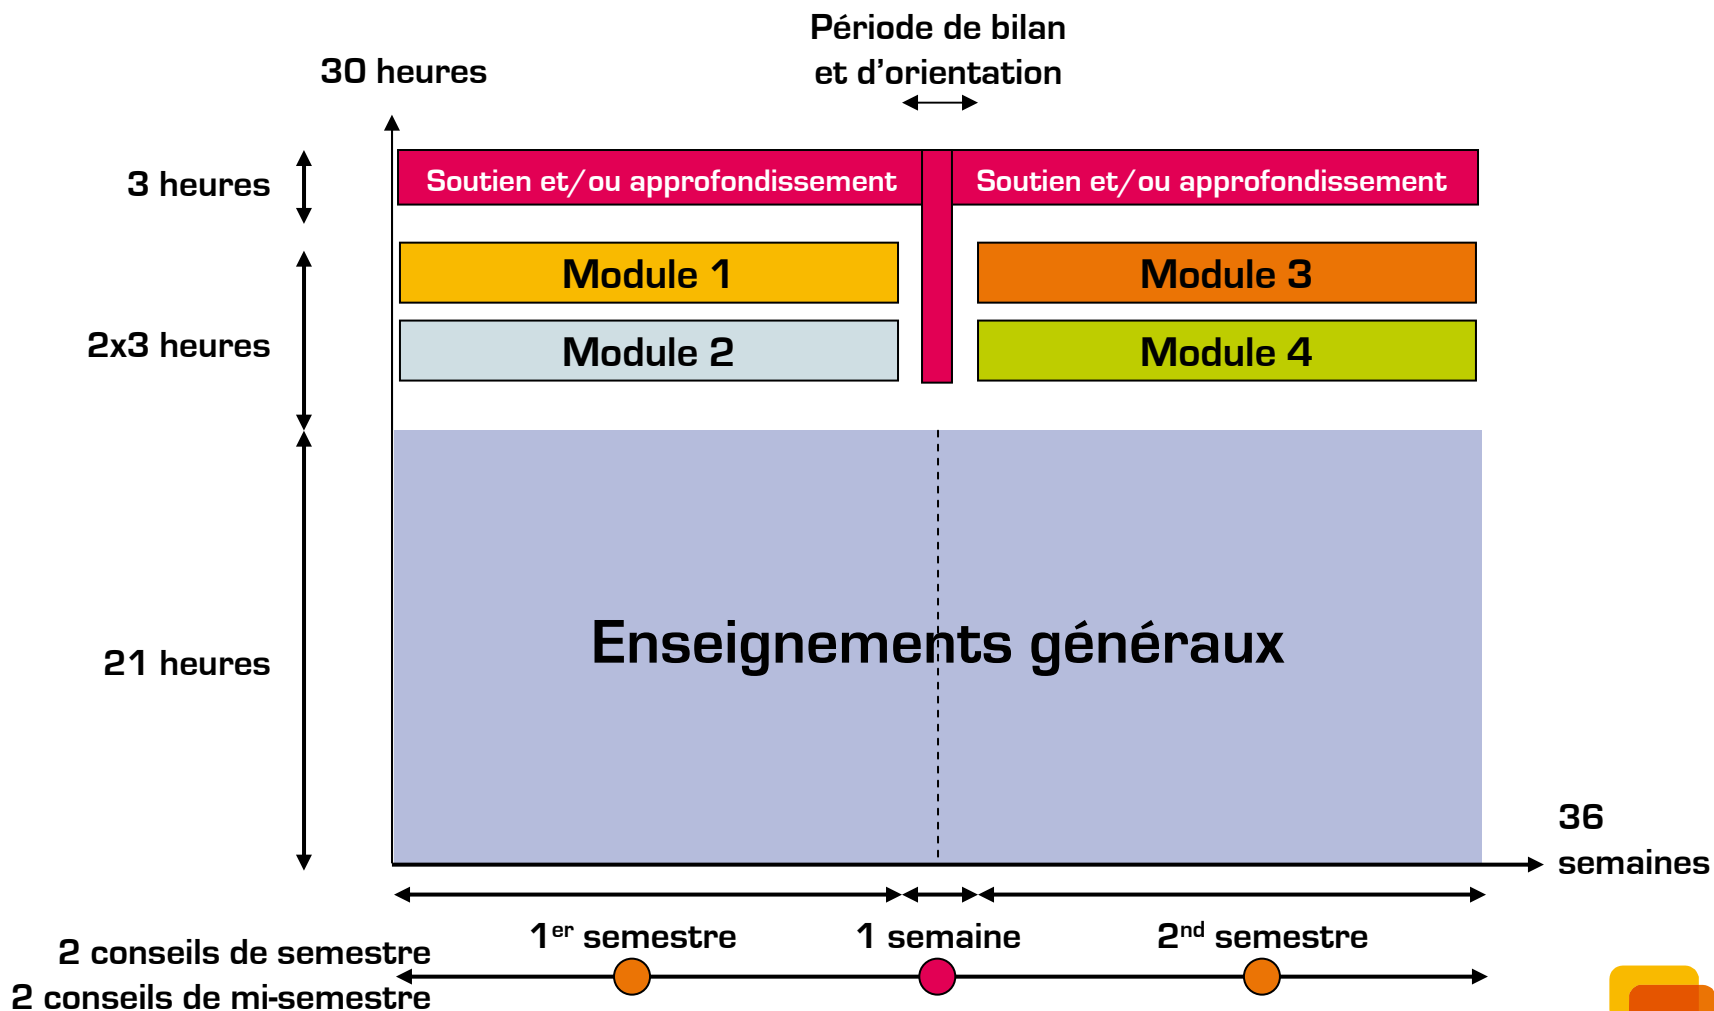 Période de bilan
et d'orientation
30 heures
3 heures
Soutien et/ou approfondissement
Soutien et/ou approfondissement
Module 1
Module 3
2x3 heures
Module 2
Module 4
Enseignements généraux
21 heures
36
semaines
1er semestre
1 semaine
2nd semestre
2 conseils de semestre
2 conseils de mi-semestre